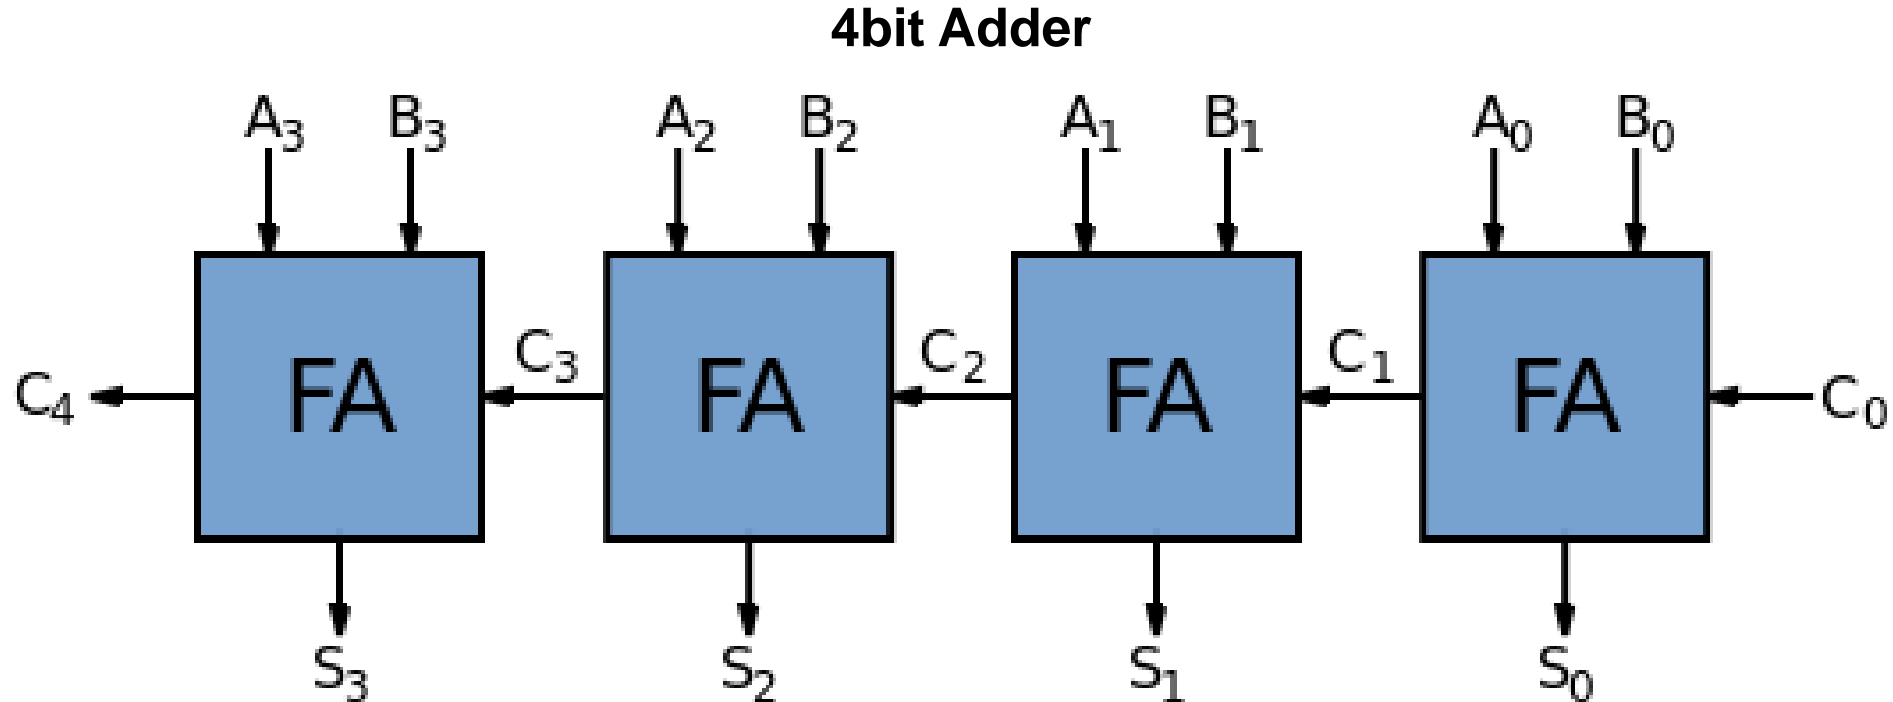 4bit Adder
A3 B3 A2 B2 A1 B1 A0 B0
C3 C2 C1
C4 FA FA FA FA C0
S3 S2 S1 S0